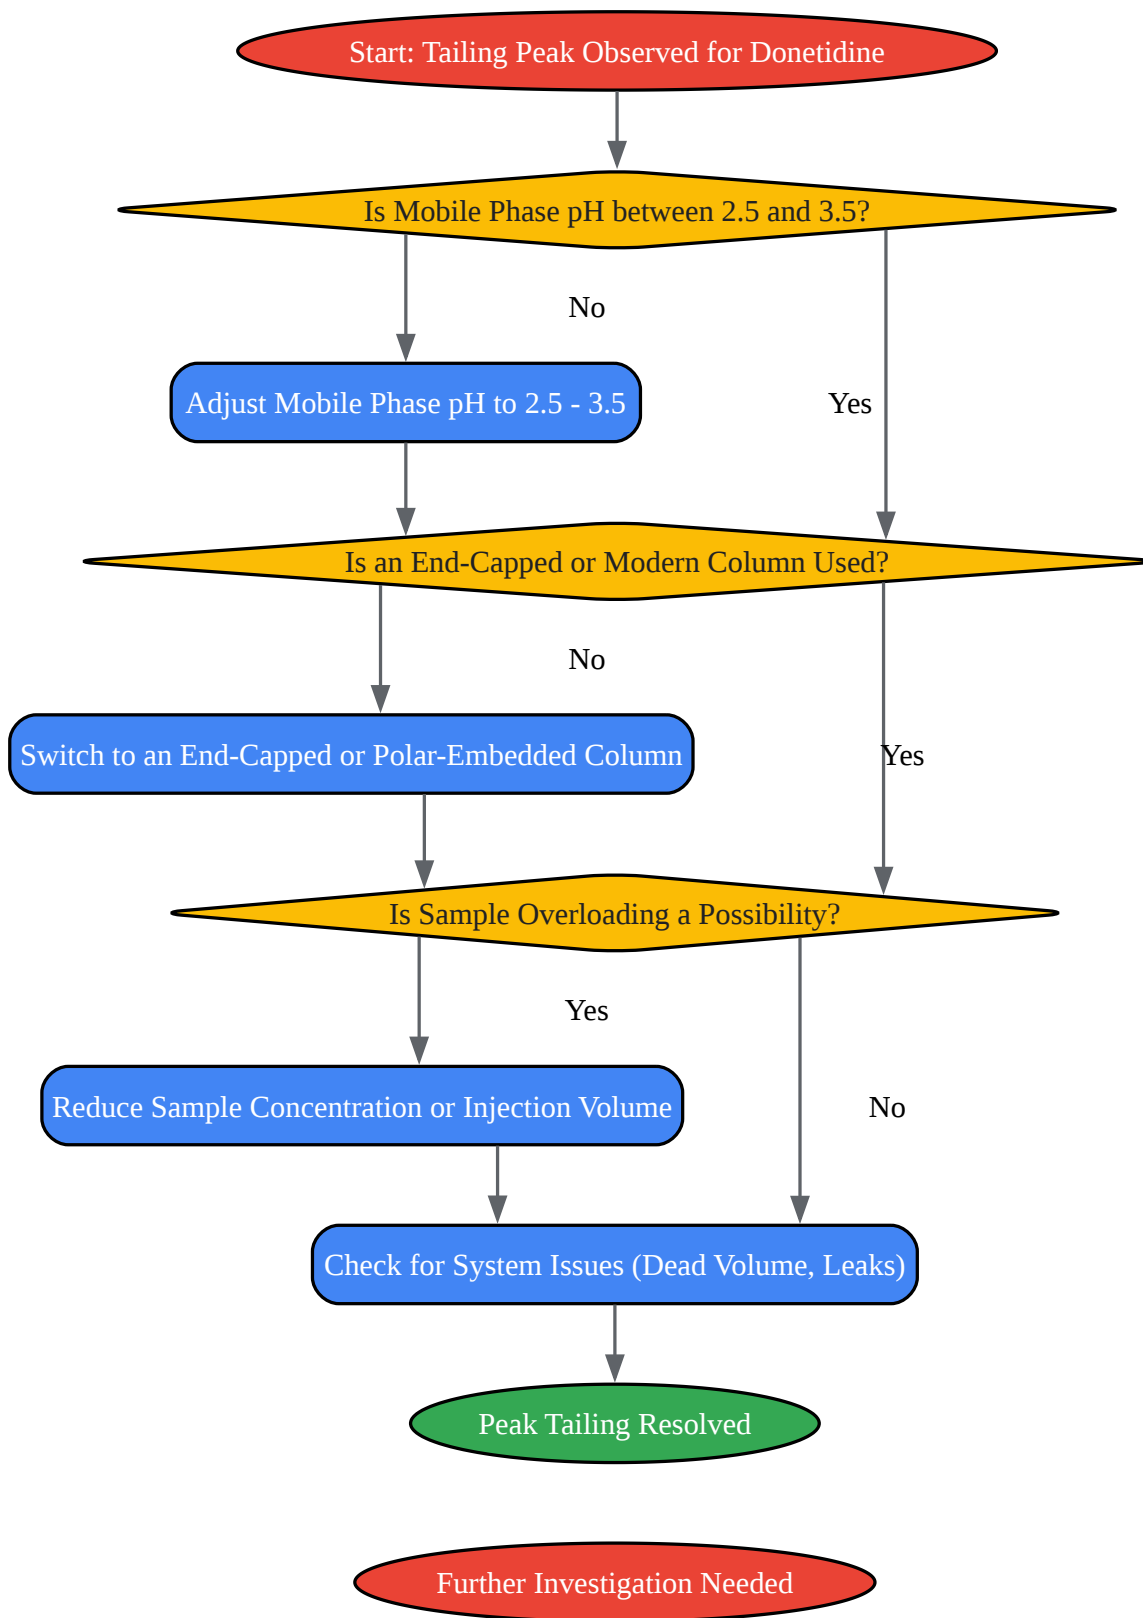 Start: Tailing Peak Observed for Donetidine
Is Mobile Phase pH between 2.5 and 3.5?
No
Adjust Mobile Phase pH to 2.5 - 3.5
Yes
Is an End-Capped or Modern Column Used?
No
Switch to an End-Capped or Polar-Embedded Column
Yes
Is Sample Overloading a Possibility?
Yes
Reduce Sample Concentration or Injection Volume
No
Check for System Issues (Dead Volume, Leaks)
Peak Tailing Resolved
Further Investigation Needed